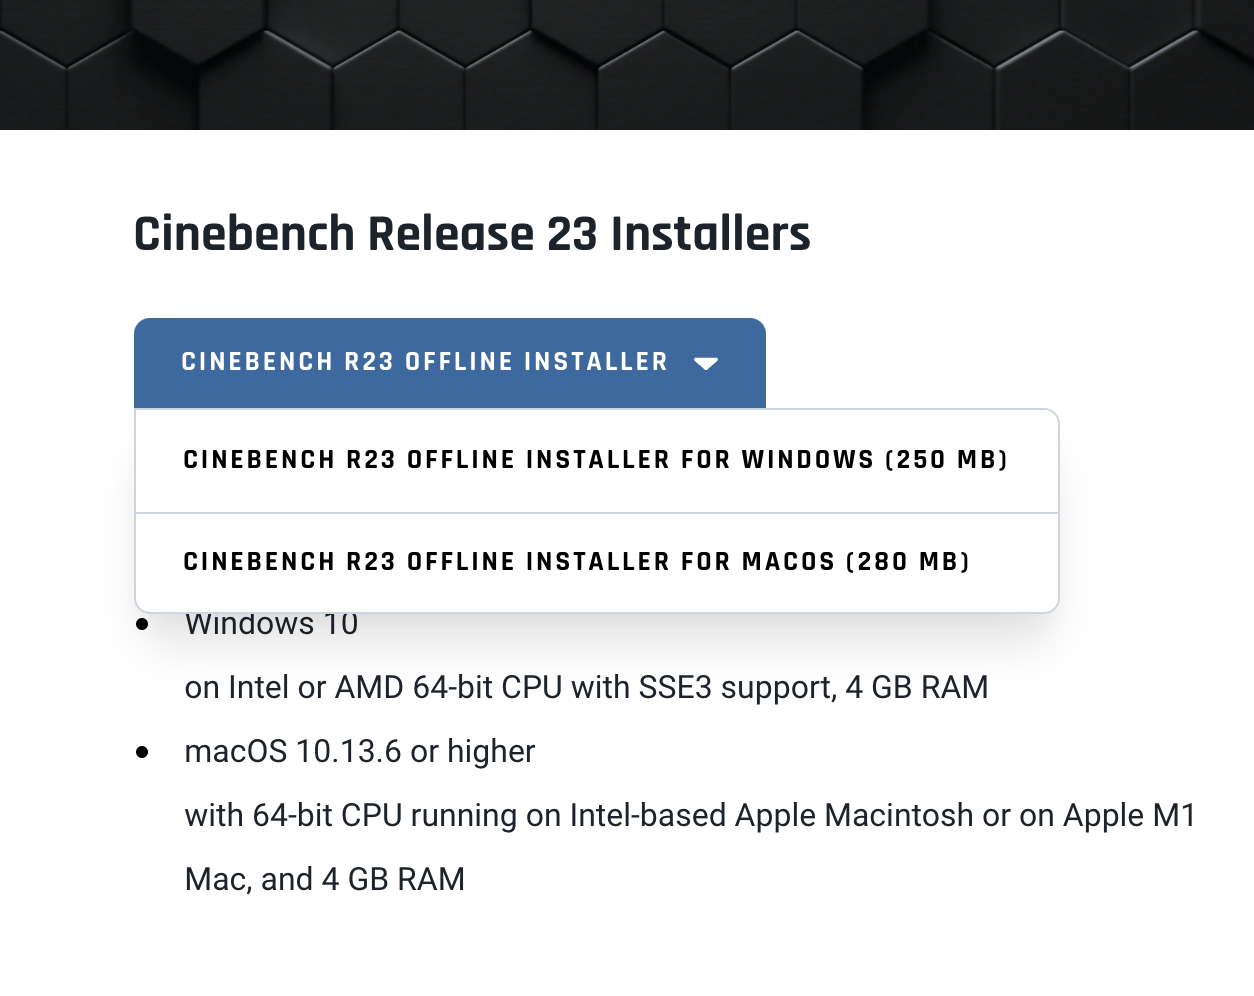 Cinebench Release 23 Installers
CINEBENCH R23 OFFLINE INSTALLER
CINEBENCH R23 OFFLINE INSTALLER FOR WINDOWS (250 MB)
CINEBENCH R23 OFFLINE INSTALLER FOR MACOS (280 MB)
Windows 10
on Intel or AMD 64-bit CPU with SSE3 support, 4 GB RAM
macOS 10.13.6 or higher
with 64-bit CPU running on Intel-based Apple Macintosh or on Apple M1
Mac, and 4 GB RAM